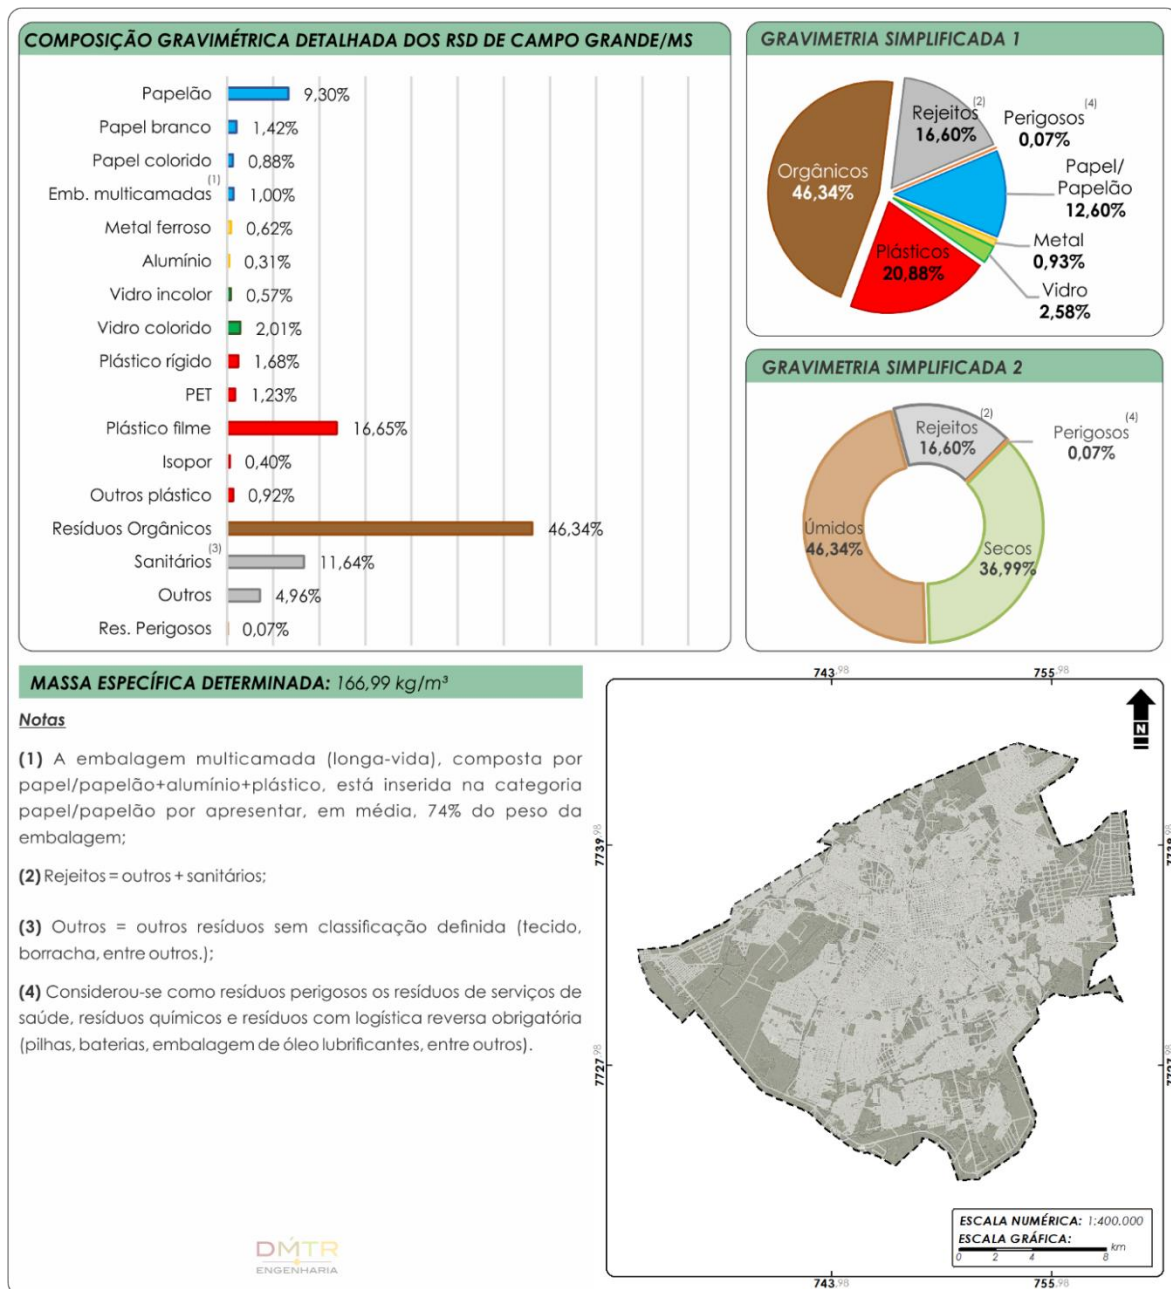 COMPOSIÇÃO GRAVIMÉTRICA DETALHADA DOS RSD DE CAMPO GRANDE/MS
Papelão 9,30%
Papel branco 1,42%
Papel colorido 0,88%
Emb. multicamadas (1) 1,00%
Metal ferroso 0,62%
Alumínio 0,31%
Vidro incolor 0,57%
Vidro colorido 2,01%
Plástico rígido 1,68%
PET 1,23%
Plástico filme 16,65%
Isopor 0,40%
Outros plástico 0,92%
Resíduos Orgânicos 46,34%
Sanitários (3) 11,64%
Outros 4,96%
Res. Perigosos 0,07%
GRAVIMETRIA SIMPLIFICADA 1
Orgânicos
46,34%
Rejeitos (2)
16,60%
Perigosos (4)
0,07%
Papel/
Papelão
12,60%
Metal
0,93%
Vidro
2,58%
Plásticos
20,88%
GRAVIMETRIA SIMPLIFICADA 2
Rejeitos (2)
16,60%
Perigosos (4)
0,07%
Úmidos
46,34%
Secos
36,99%
MASSA ESPECÍFICA DETERMINADA: 166,99 kg/m³
Notas
(1) A embalagem multicamada (longa-vida), composta por
papel/papelão+alumínio+plástico, está inserida na categoria
papel/papelão por apresentar, em média, 74% do peso da
embalagem;
(2) Rejeitos = outros + sanitários;
(3) Outros = outros resíduos sem classificação definida (tecido,
borracha, entre outros.);
(4) Considerou-se como resíduos perigosos os resíduos de serviços de
saúde, resíduos químicos e resíduos com logística reversa obrigatória
(pilhas, baterias, embalagem de óleo lubrificantes, entre outros).
DMTR
ENGENHARIA
743,98
755,98
N
7739,98
7727,98
ESCALA NUMÉRICA: 1:400.000
ESCALA GRÁFICA:
km
0 2 4 8
743,98
755,98